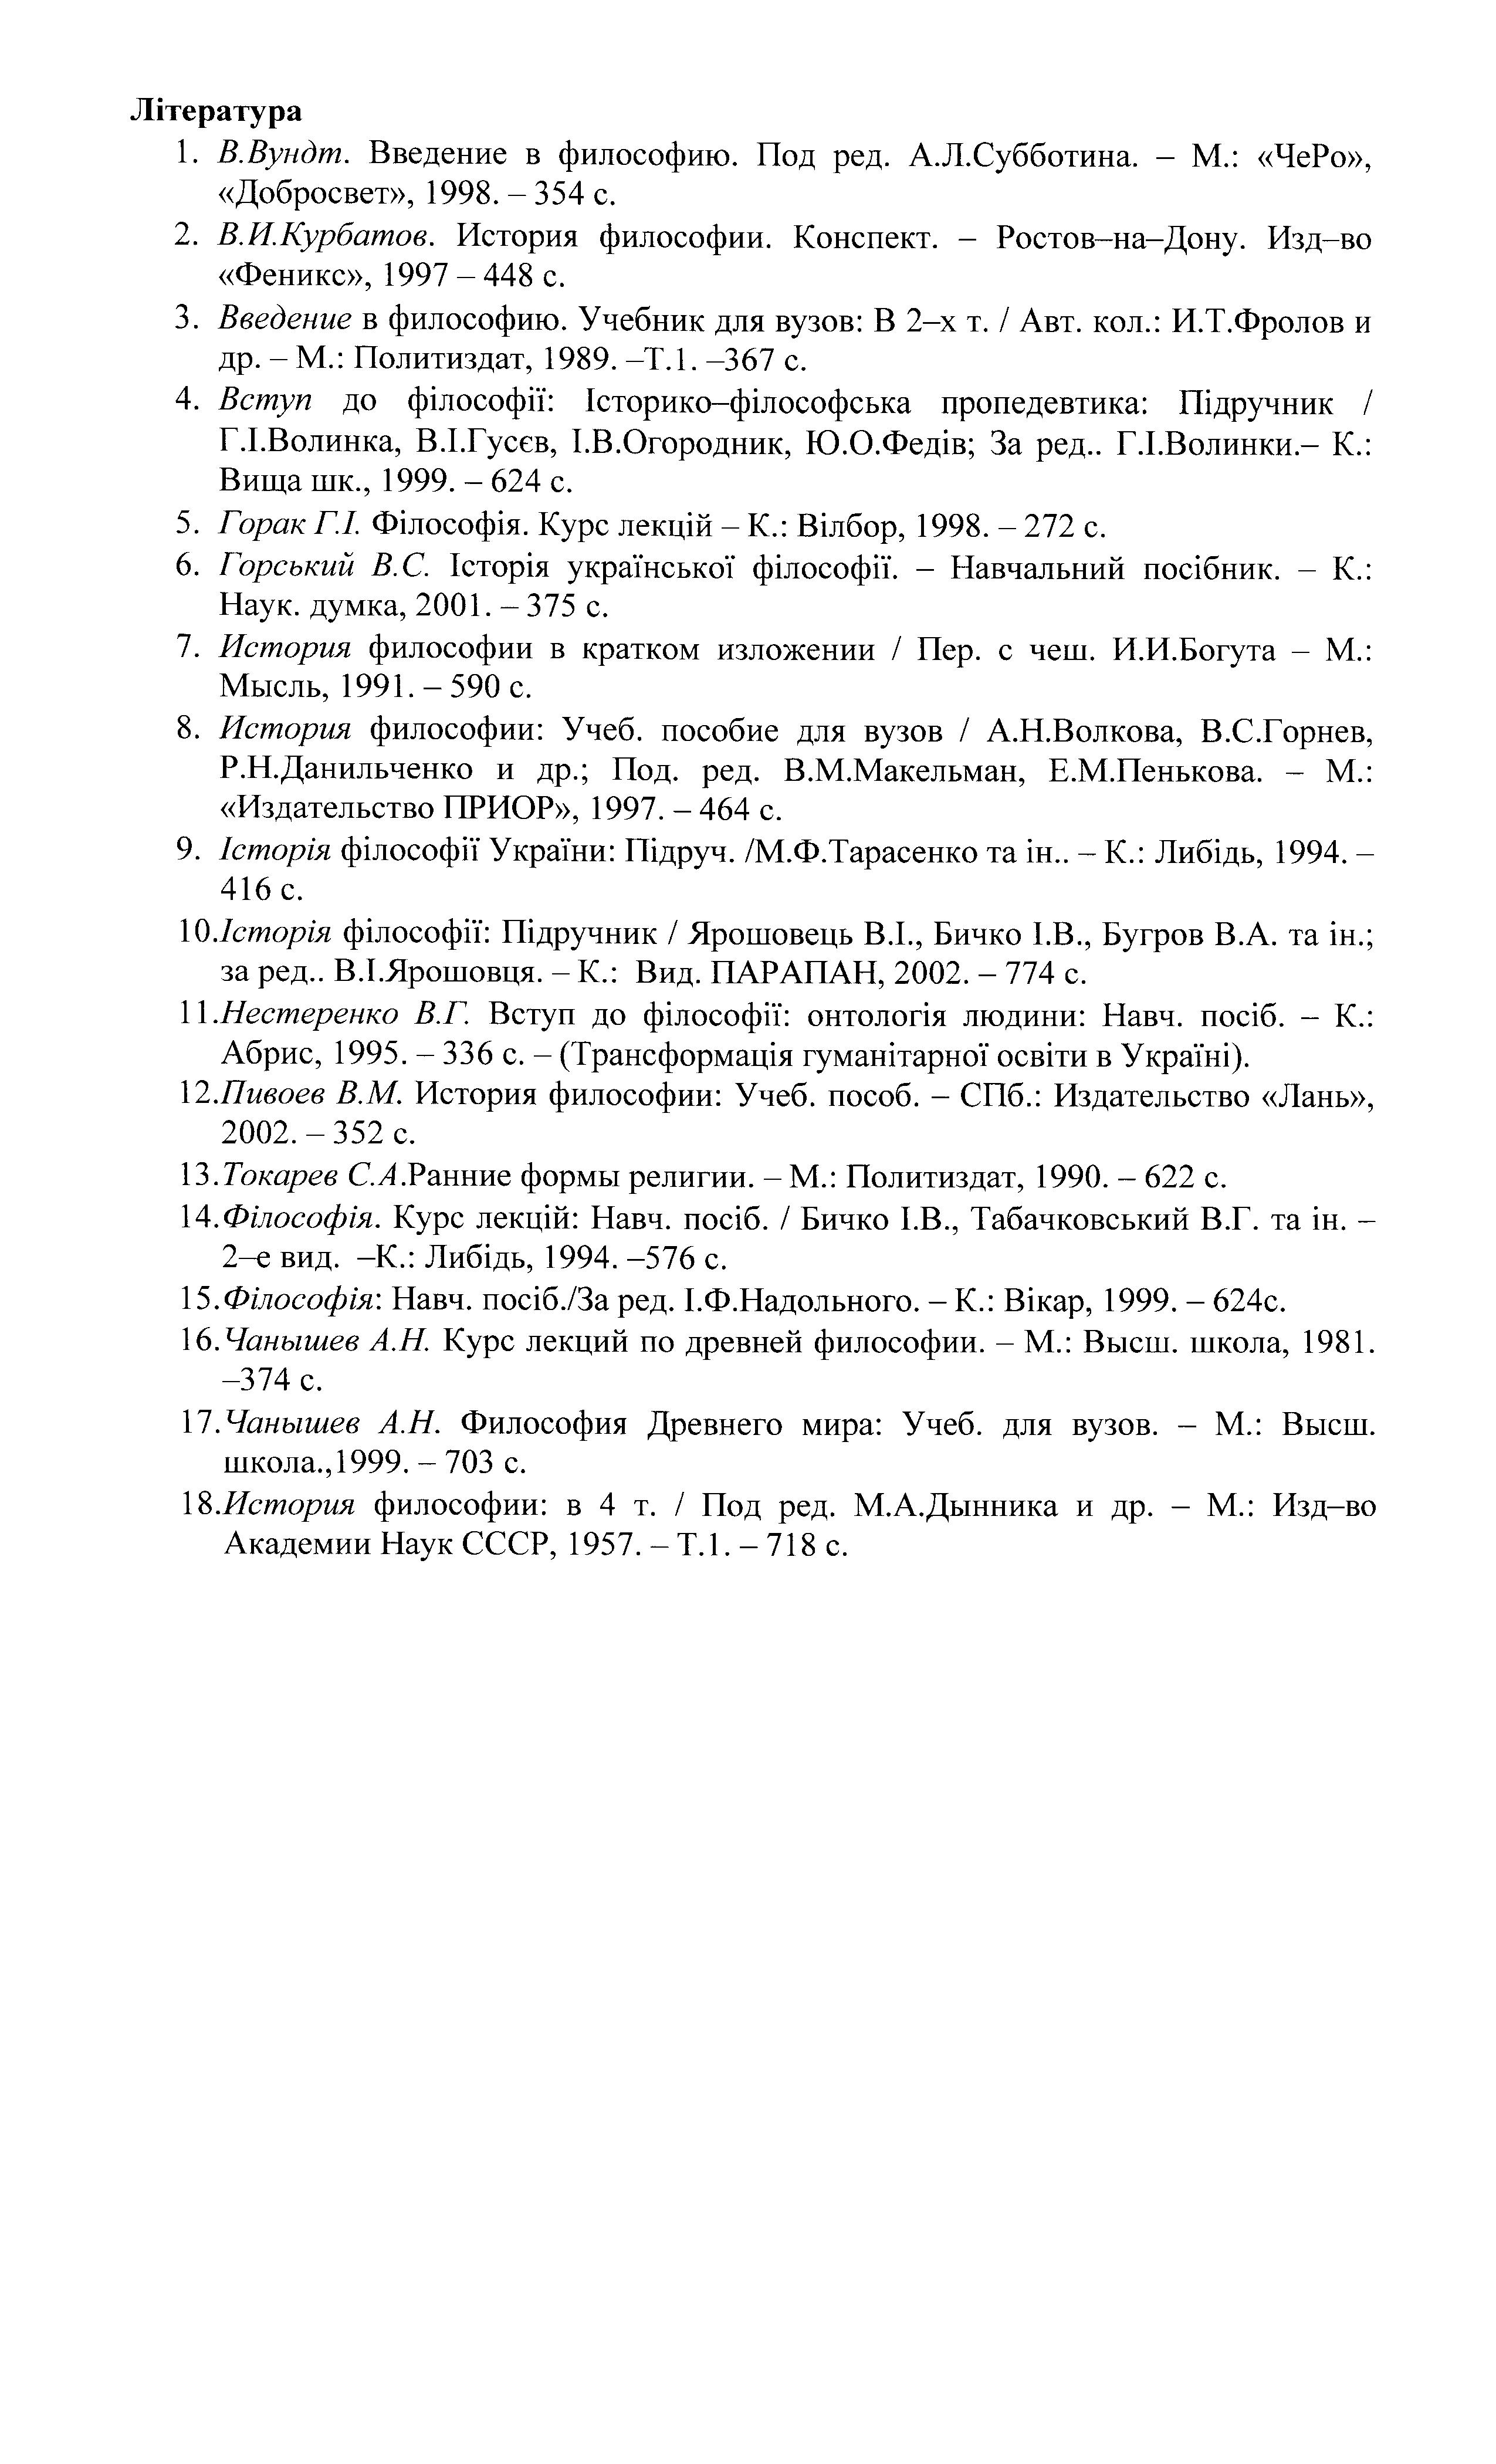 Література
1. В.Вундт. Введение в философию. Под ред. А.Л.Субботина. – М.: «ЧеРо»,
«Добросвет», 1998. – 354 с.
2. В.И.Курбатов. История философии. Конспект. – Ростов–на–Дону. Изд–во
«Феникс», 1997 – 448 с.
3. Введение в философию. Учебник для вузов: В 2–х т. / Авт. кол.: И.Т.Фролов и
др. – М.: Политиздат, 1989. –Т.1. –367 с.
4. Вступ до філософії: Історико–філософська пропедевтика: Підручник /
Г.І.Волинка, В.І.Гусєв, І.В.Огородник, Ю.О.Федів; За ред.. Г.І.Волинки.– К.:
Вища шк., 1999. – 624 с.
5. Горак Г.І. Філософія. Курс лекцій – К.: Вілбор, 1998. – 272 с.
6. Горський В.С. Історія української філософії. – Навчальний посібник. – К.:
Наук. думка, 2001. – 375 с.
7. История философии в кратком изложении / Пер. с чеш. И.И.Богута – М.:
Мысль, 1991. – 590 с.
8. История философии: Учеб. пособие для вузов / А.Н.Волкова, В.С.Горнев,
Р.Н.Данильченко и др.; Под. ред. В.М.Макельман, Е.М.Пенькова. – М.:
«Издательство ПРИОР», 1997. – 464 с.
9. Історія філософії України: Підруч. /М.Ф.Тарасенко та ін.. – К.: Либідь, 1994. –
416 с.
10.Історія філософії: Підручник / Ярошовець В.І., Бичко І.В., Бугров В.А. та ін.;
за ред.. В.І.Ярошовця. – К.: Вид. ПАРАПАН, 2002. – 774 с.
11.Нестеренко В.Г. Вступ до філософії: онтологія людини: Навч. посіб. – К.:
Абрис, 1995. – 336 с. – (Трансформація гуманітарної освіти в Україні).
12.Пивоев В.М. История философии: Учеб. пособ. – СПб.: Издательство «Лань»,
2002. – 352 с.
13.Токарев С.А.Ранние формы религии. – М.: Политиздат, 1990. – 622 с.
14.Філософія. Курс лекцій: Навч. посіб. / Бичко І.В., Табачковський В.Г. та ін. –
2–е вид. –К.: Либідь, 1994. –576 с.
15.Філософія: Навч. посіб./За ред. І.Ф.Надольного. – К.: Вікар, 1999. – 624с.
16.Чанышев А.Н. Курс лекций по древней философии. – М.: Высш. школа, 1981.
–374 с.
17.Чанышев А.Н. Философия Древнего мира: Учеб. для вузов. – М.: Высш.
школа.,1999. – 703 с.
18.История философии: в 4 т. / Под ред. М.А.Дынника и др. – М.: Изд–во
Академии Наук СССР, 1957. – Т.1. – 718 с.